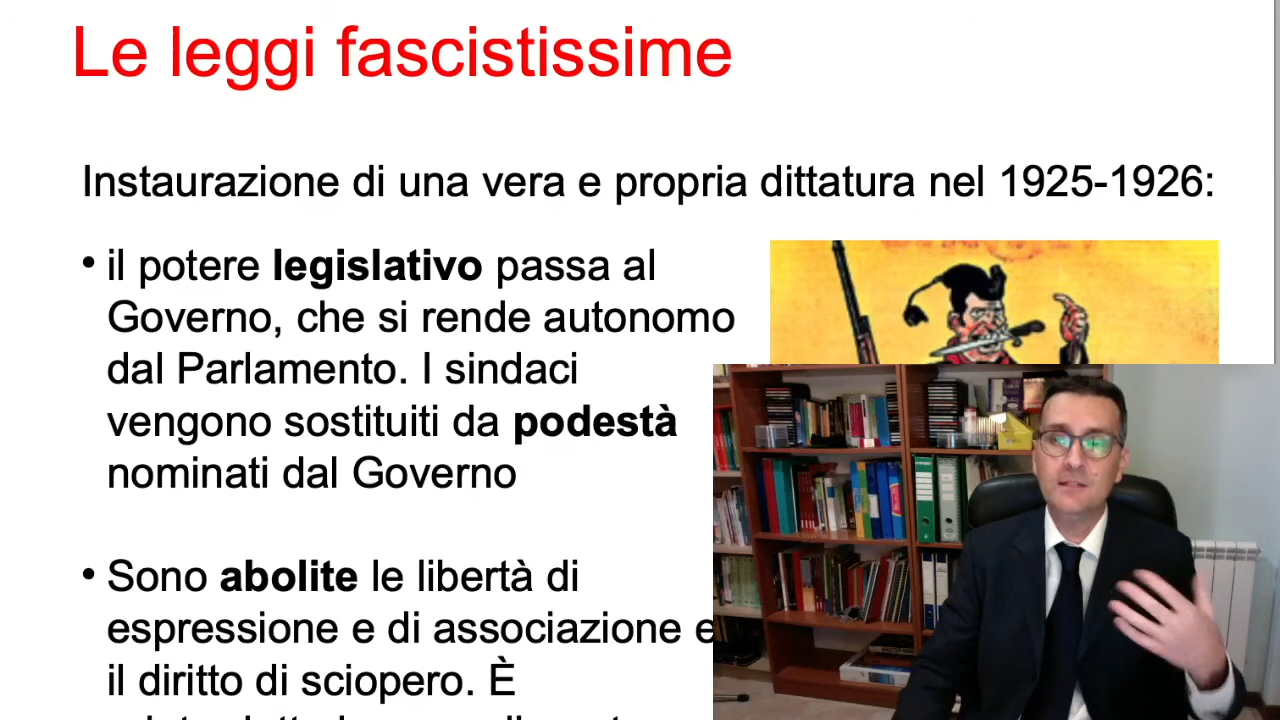 Le leggi fascistissime
Instaurazione di una vera e propria dittatura nel 1925-1926:
• il potere legislativo passa al
Governo, che si rende autonomo
dal Parlamento. I sindaci
vengono sostituiti da podestà
nominati dal Governo
• Sono abolite le libertà di
espressione e di associazione e
il diritto di sciopero. È